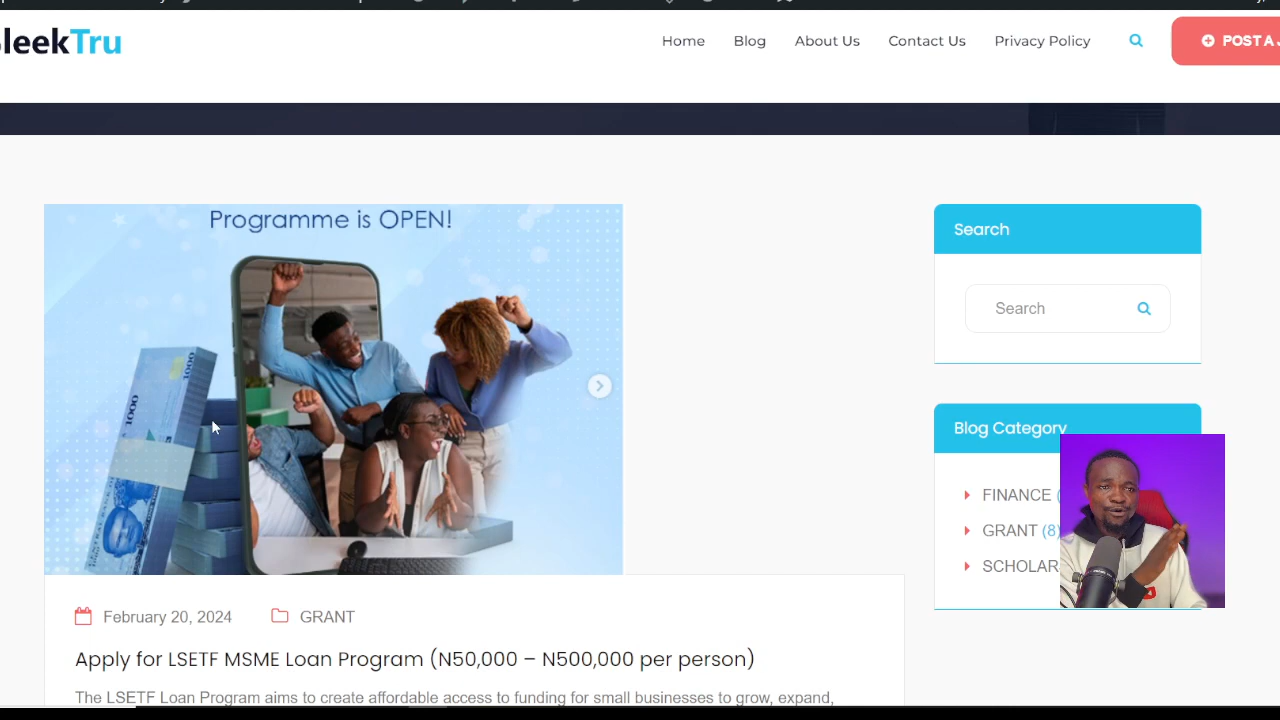 leekTru
Home Blog About Us Contact Us Privacy Policy POST A
Programme is OPEN!
1000
1000
Search
Search
Blog Category
FINANCE (
GRANT (8)
SCHOLAR
February 20, 2024 GRANT
Apply for LSETF MSME Loan Program (N50,000 – N500,000 per person)
The LSETF Loan Program aims to create affordable access to funding for small businesses to grow, expand,